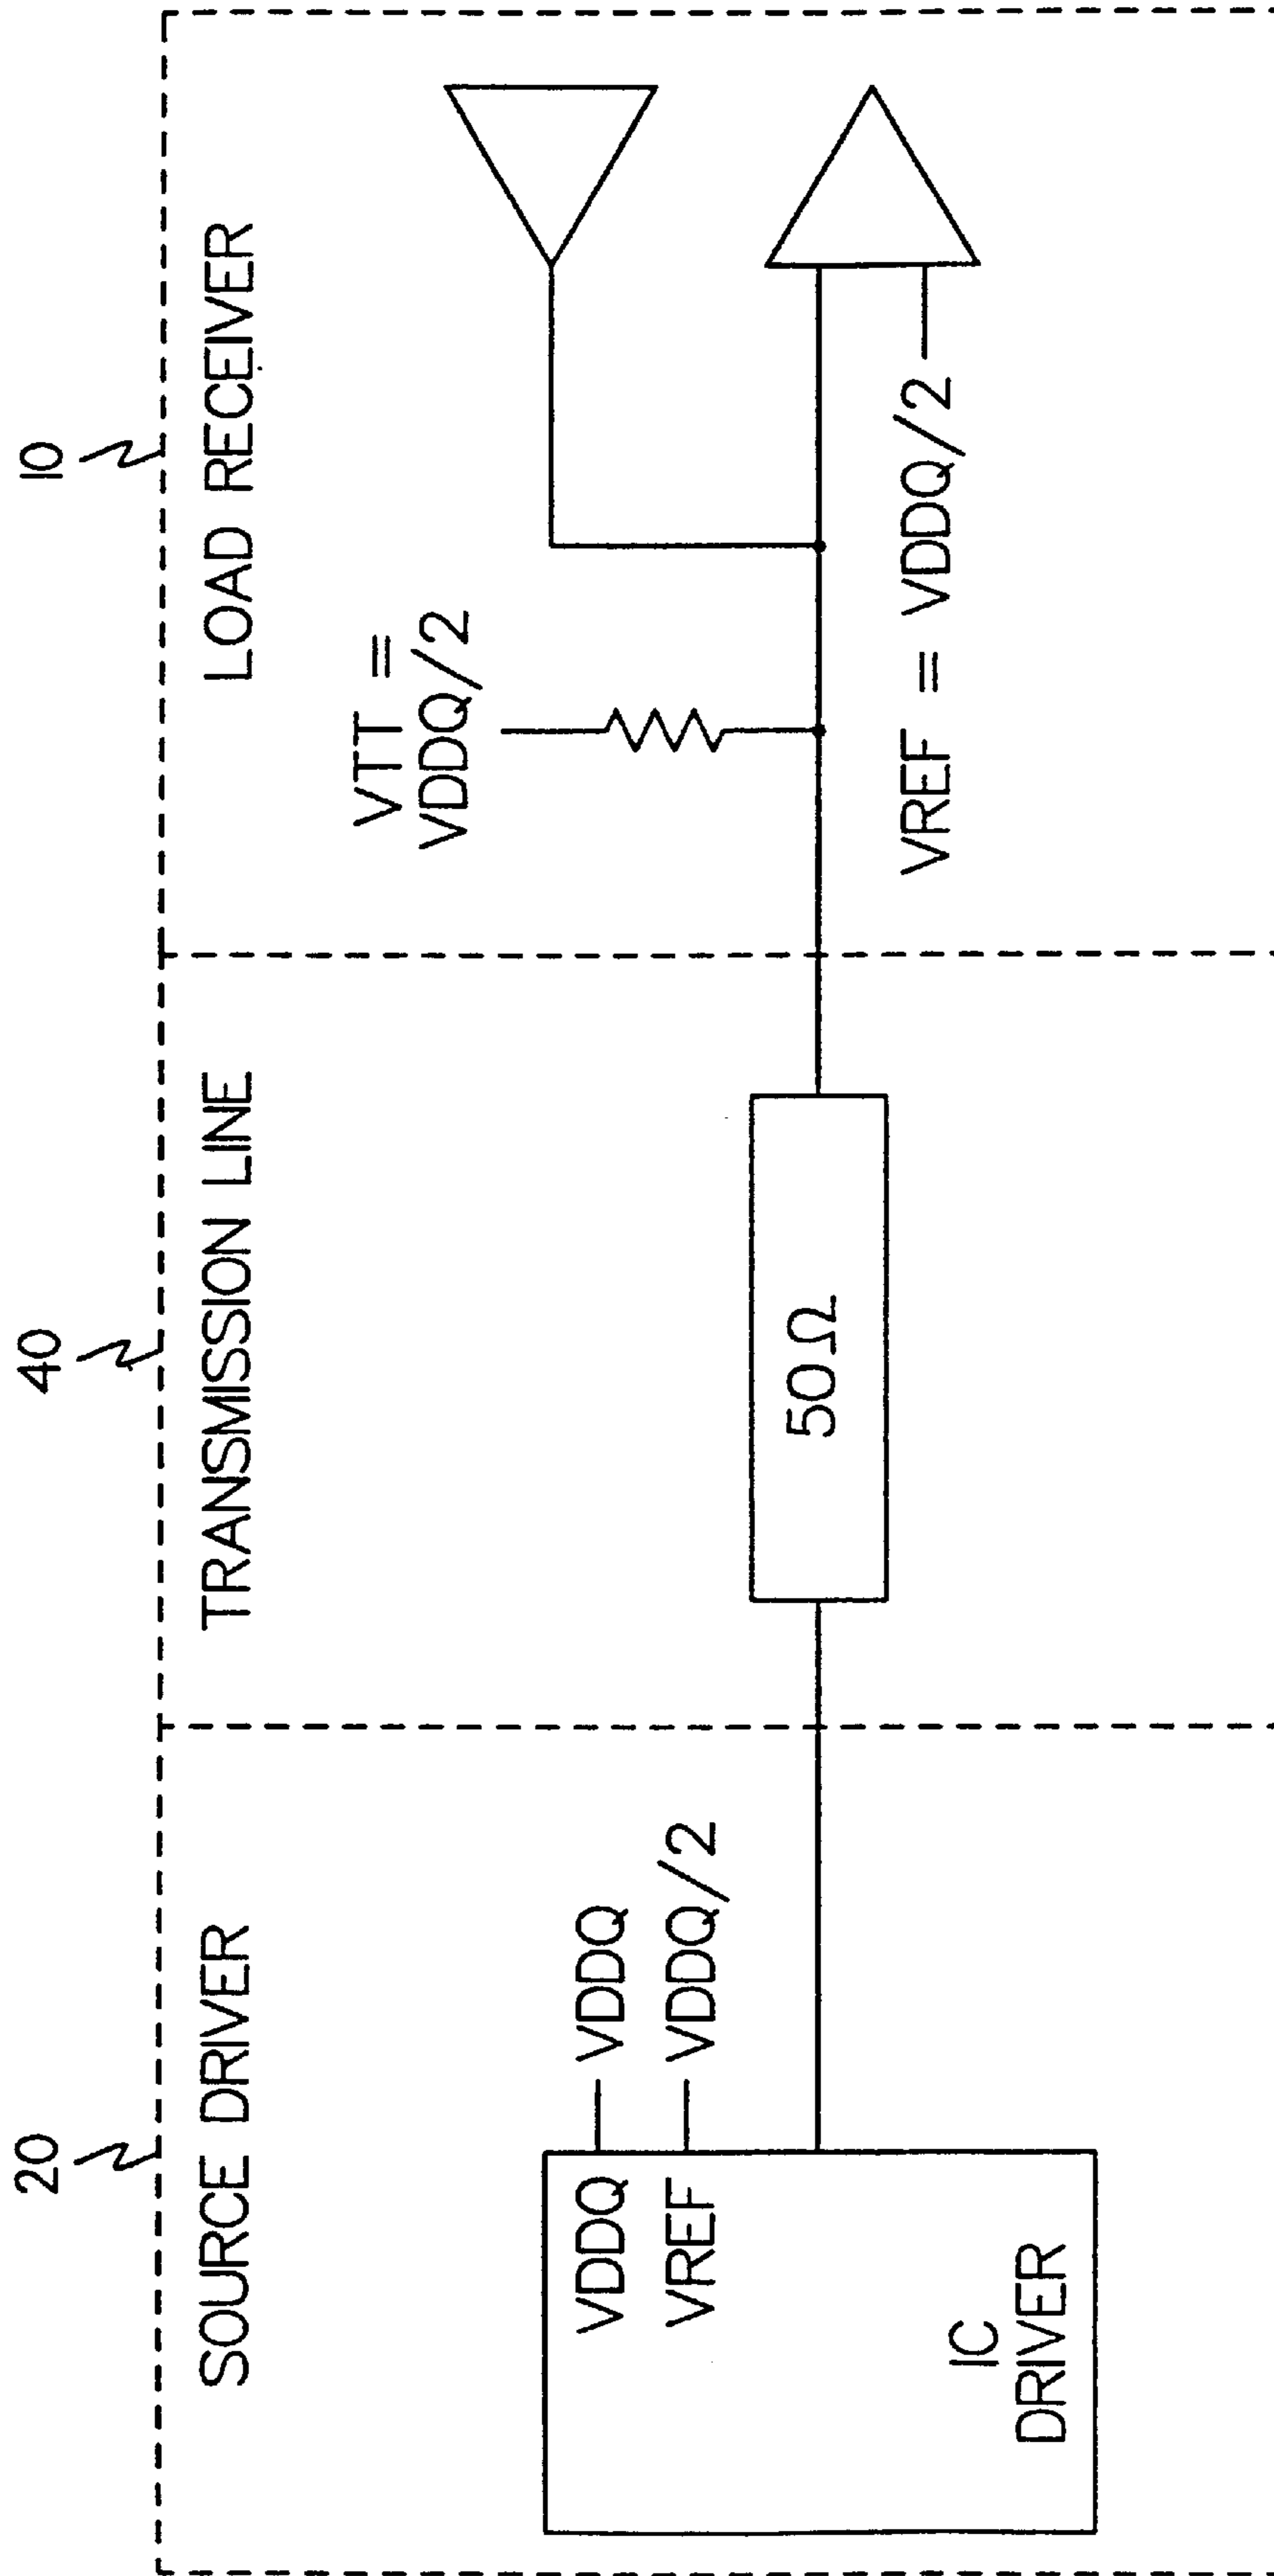 20
40
10
SOURCE DRIVER
TRANSMISSION LINE
LOAD RECEIVER
VDDQ
VDDQ
VREF
VDDQ/2
IC
DRIVER
50Ω
VTT =
VDDQ/2
VREF = VDDQ/2